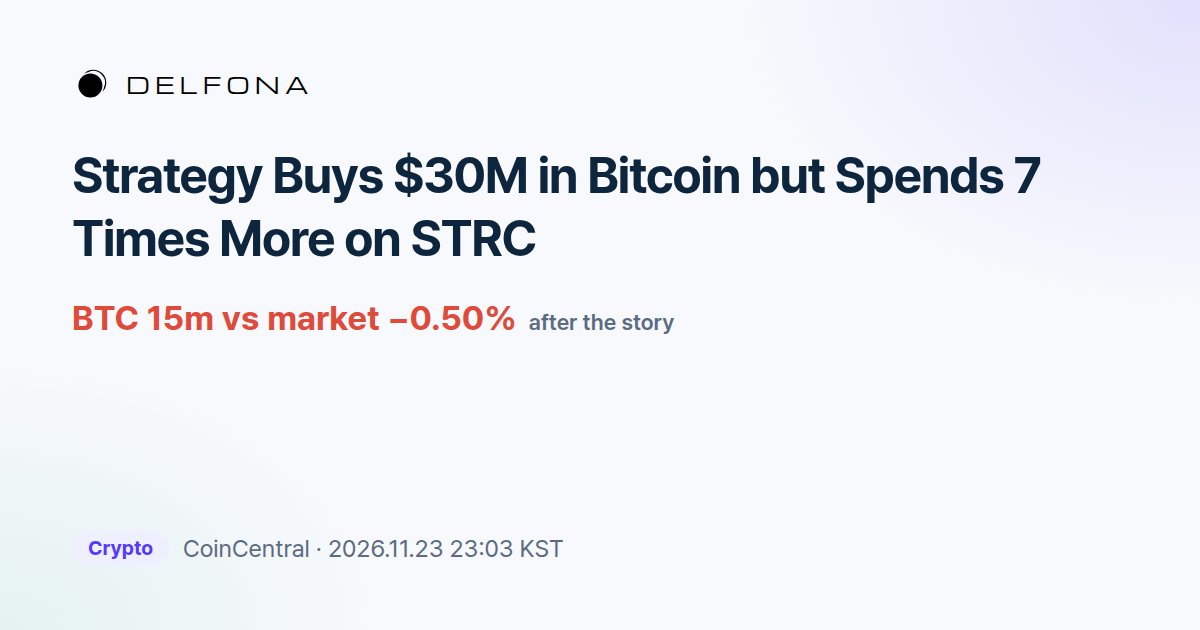 DELFONA
Strategy Buys $30M in Bitcoin but Spends 7
Times More on STRC
BTC 15m vs market −0.50% after the story
Crypto CoinCentral · 2026.11.23 23:03 KST